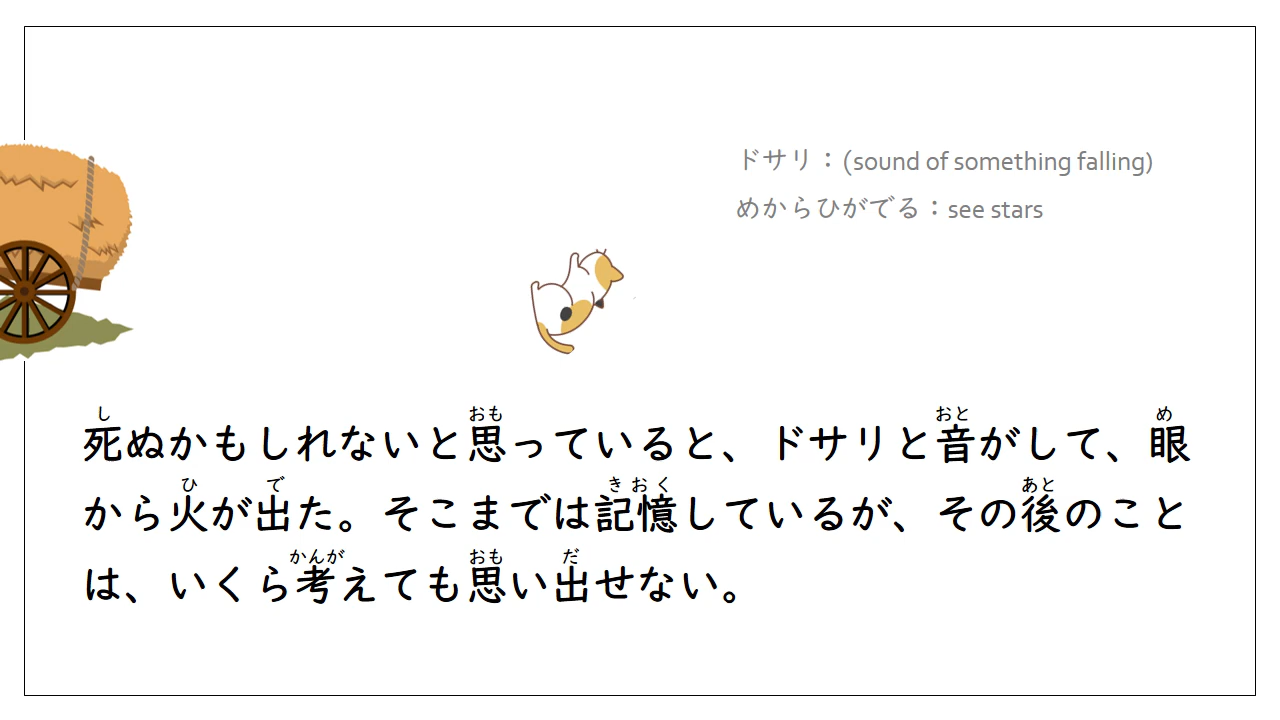 ドサリ：(sound of something falling)
めからひがでる：see stars
死ぬかもしれないと思っていると、ドサリと音がして、眼
から火が出た。そこまでは記憶しているが、その後のこと
は、いくら考えても思い出せない。